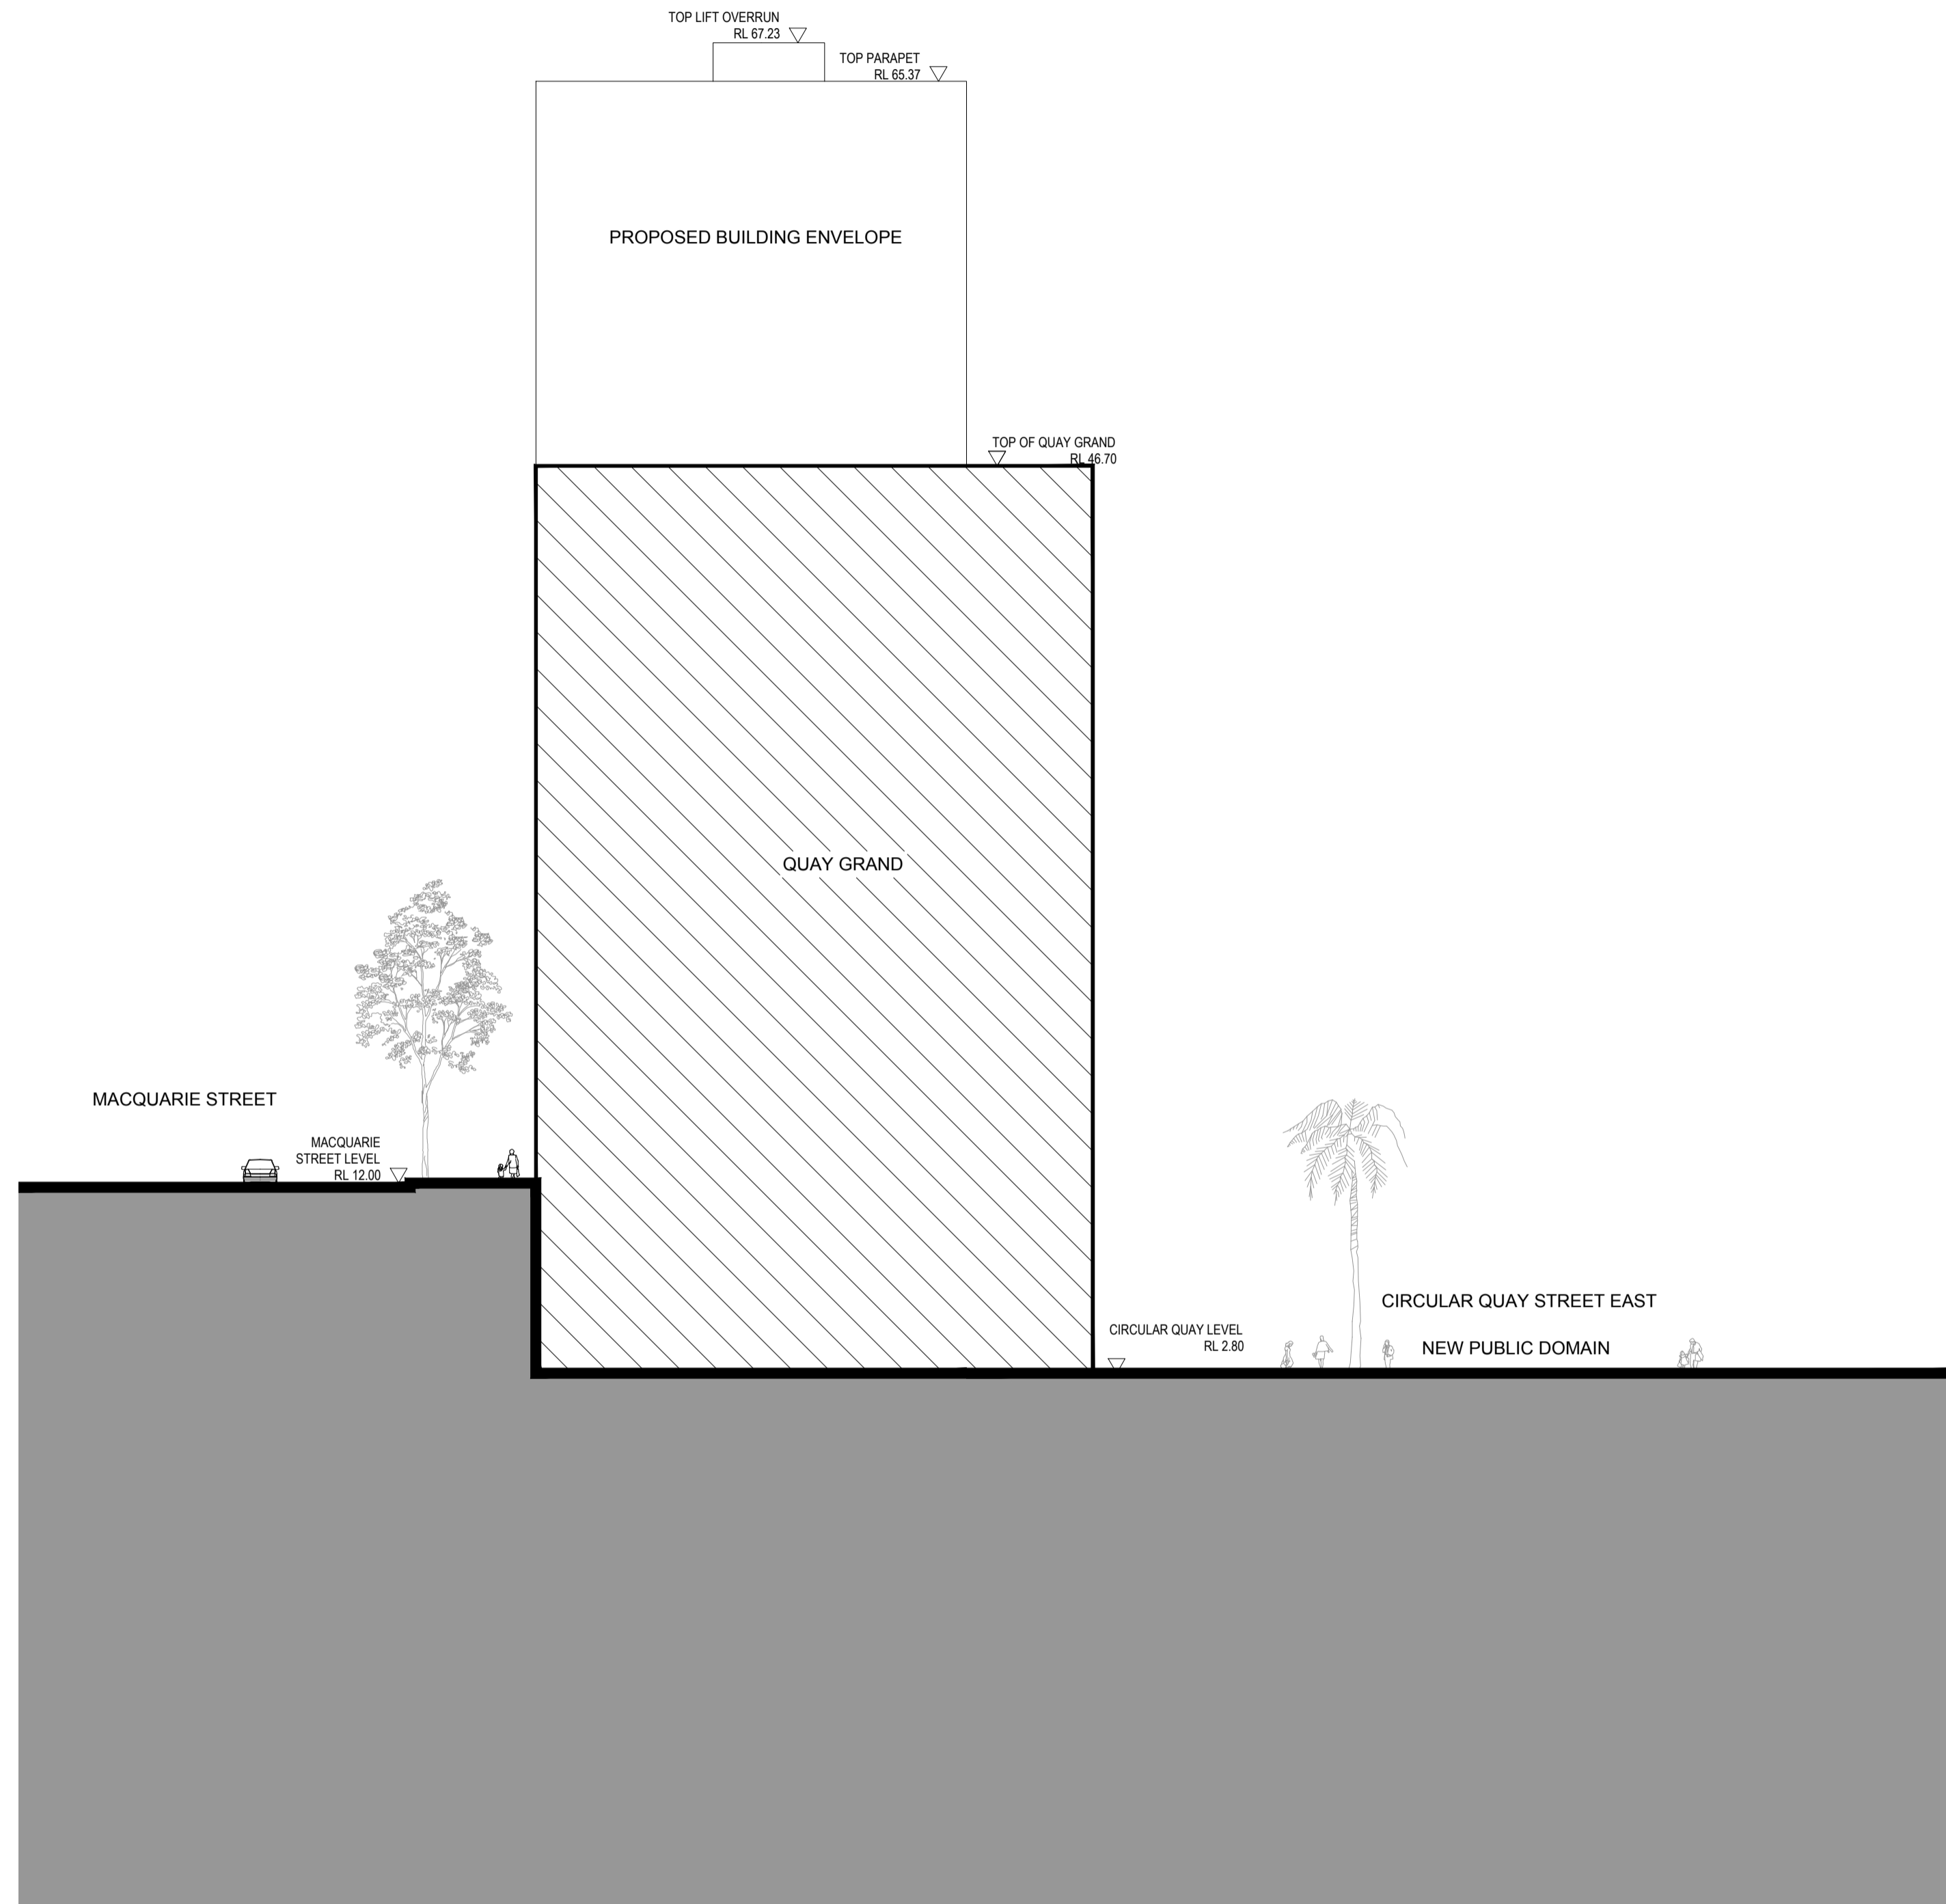 TOP LIFT OVERRUN
RL 67.23
TOP PARAPET
RL 65.37
PROPOSED BUILDING ENVELOPE
TOP OF QUAY GRAND
RL 46.70
QUAY GRAND
MACQUARIE STREET
MACQUARIE
STREET LEVEL
RL 12.00
CIRCULAR QUAY STREET EAST
CIRCULAR QUAY LEVEL
RL 2.80
NEW PUBLIC DOMAIN